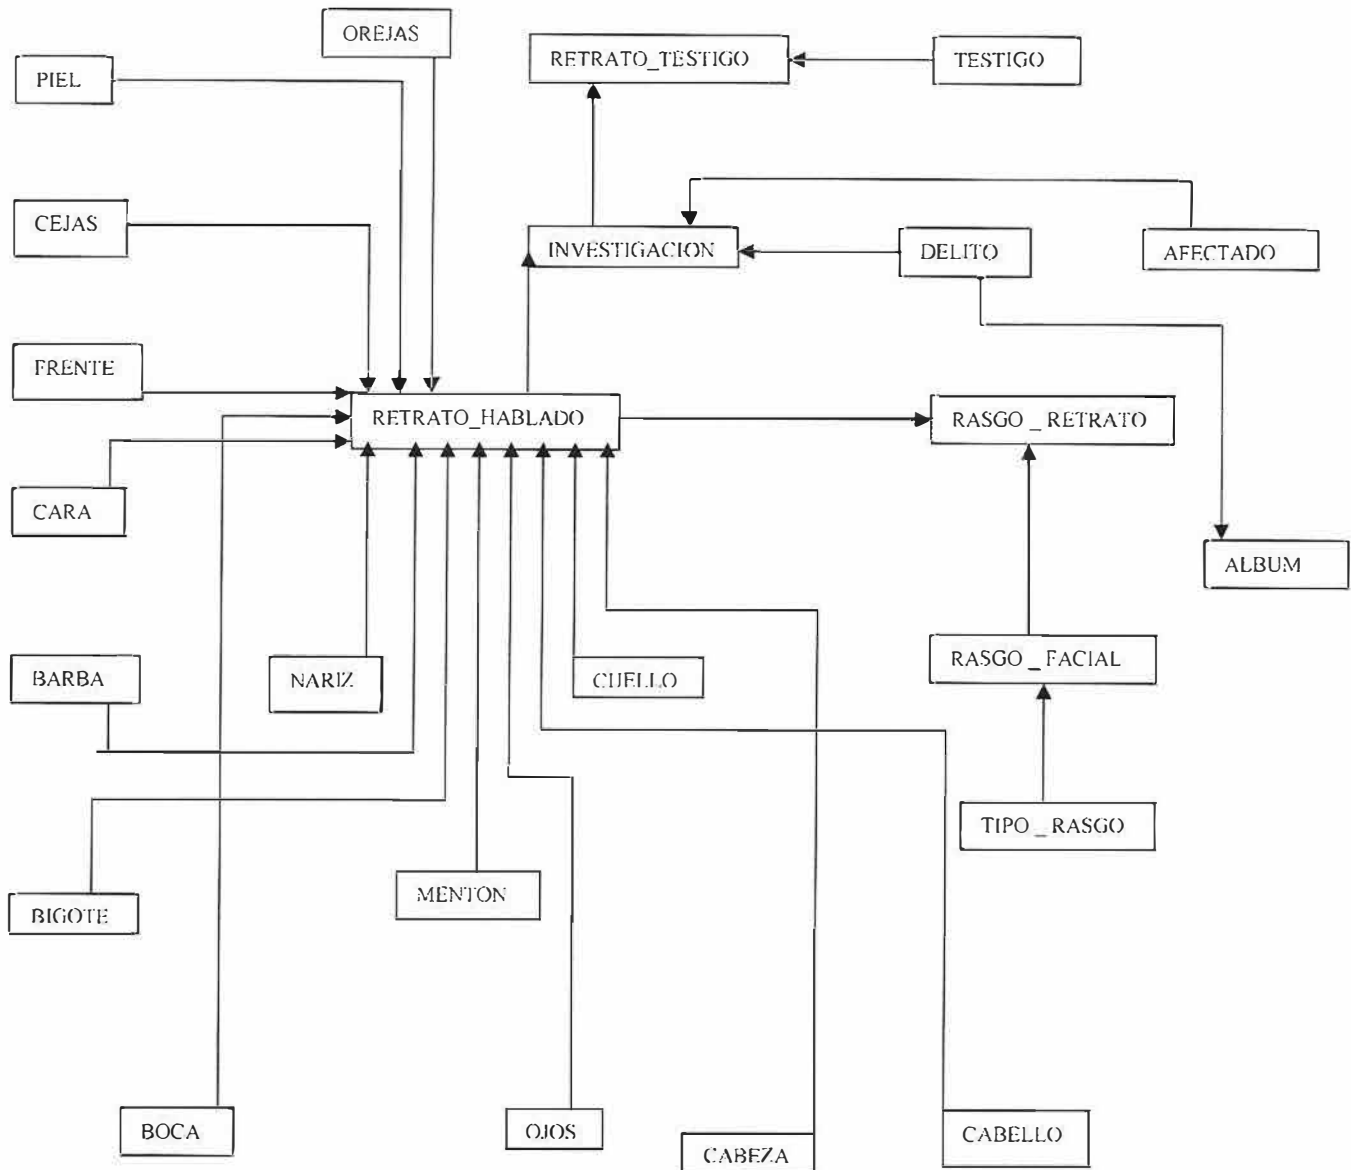 OREJAS
RETRATO_TESTIGO
TESTIGO
PIEL
CEJAS
INVESTIGACION
DELITO
AFECTADO
FRENTE
RETRATO_HABLADO
RASGO _ RETRATO
CARA
ALBUM
BARBA
NARIZ
CUELLO
RASGO _ FACIAL
TIPO _ RASGO
BIGOTE
MENTON
BOCA
OJOS
CABEZA
CABELLO